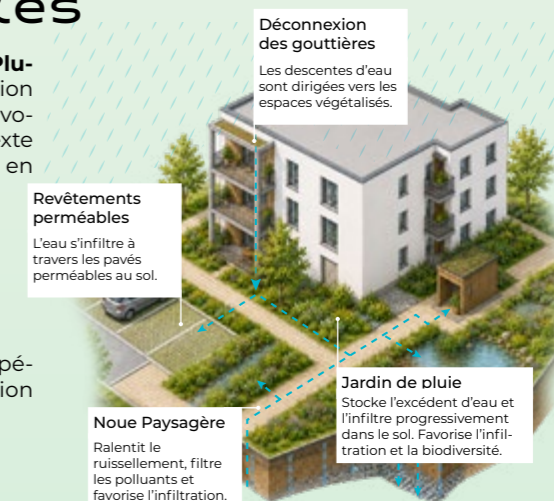 tes
Plu-
tion
vo-
xte
en
Déconnexion
des gouttières
Les descentes d'eau
sont dirigées vers les
espaces végétalisés.
Revêtements
perméables
L'eau s'infiltre à
travers les pavés
perméables au sol.
pé-
tion
Noue Paysagère
Ralentit le
ruissellement, filtre
les polluants et
favorise l'infiltration.
Jardin de pluie
Stocke l'excédent d'eau et
l'infiltre progressivement
dans le sol. Favorise l'infil-
tration et la biodiversité.